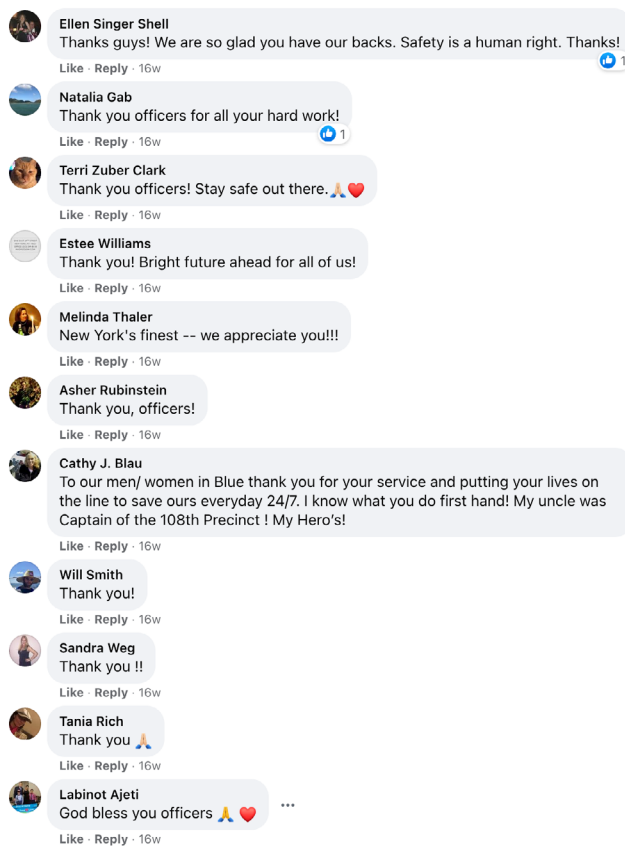 Ellen Singer Shell
Thanks guys! We are so glad you have our backs. Safety is a human right. Thanks!
1
Like · Reply · 16w
Natalia Gab
Thank you officers for all your hard work!
1
Like · Reply · 16w
Terri Zuber Clark
Thank you officers! Stay safe out there.🙏🏻❤️
Like · Reply · 16w
Estee Williams
Thank you! Bright future ahead for all of us!
Like · Reply · 16w
Melinda Thaler
New York's finest -- we appreciate you!!!
Like · Reply · 16w
Asher Rubinstein
Thank you, officers!
Like · Reply · 16w
Cathy J. Blau
To our men/ women in Blue thank you for your service and putting your lives on
the line to save ours everyday 24/7. I know what you do first hand! My uncle was
Captain of the 108th Precinct ! My Hero's!
Like · Reply · 16w
Will Smith
Thank you!
Like · Reply · 16w
Sandra Weg
Thank you !!
Like · Reply · 16w
Tania Rich
Thank you 🙏🏻
Like · Reply · 16w
Labinot Ajeti
God bless you officers 🙏 ❤️
Like · Reply · 16w